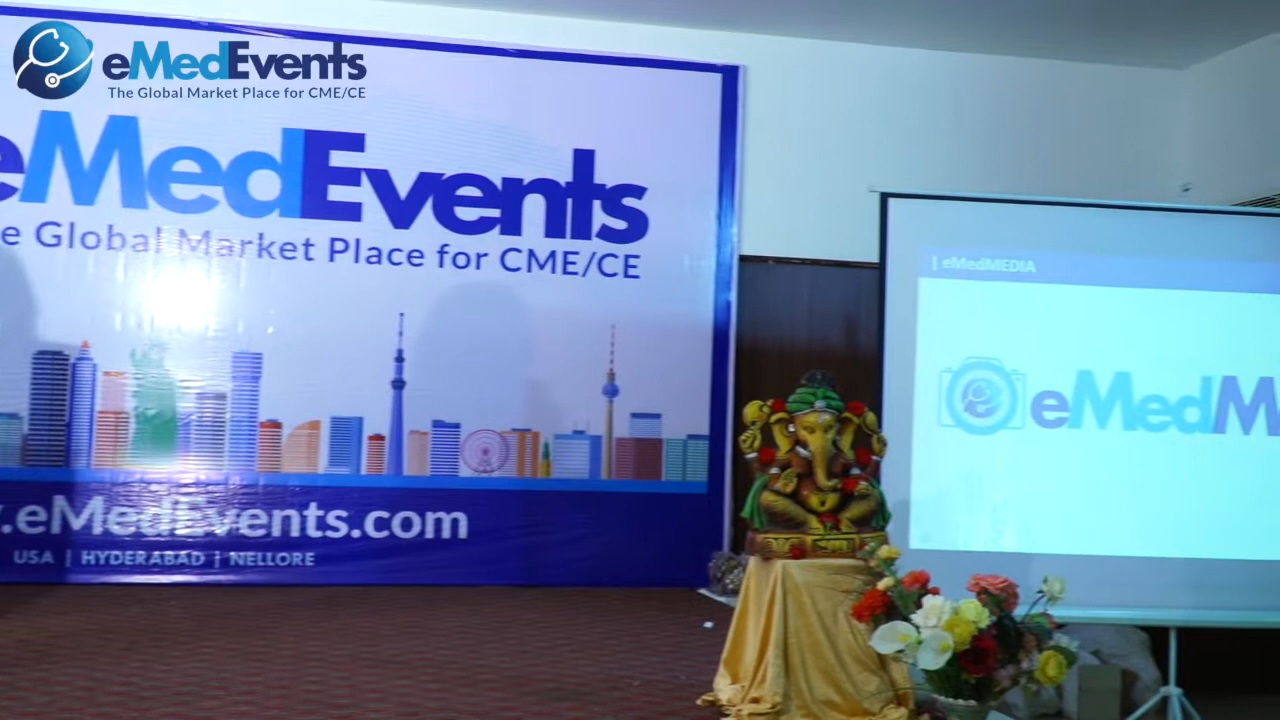 eMedEvents
The Global Market Place for CME/CE
eMedEvents
e Global Market Place for CME/CE
.eMedEvents.com
USA | HYDERABAD | NELLORE
| eMedMEDIA
eMedM